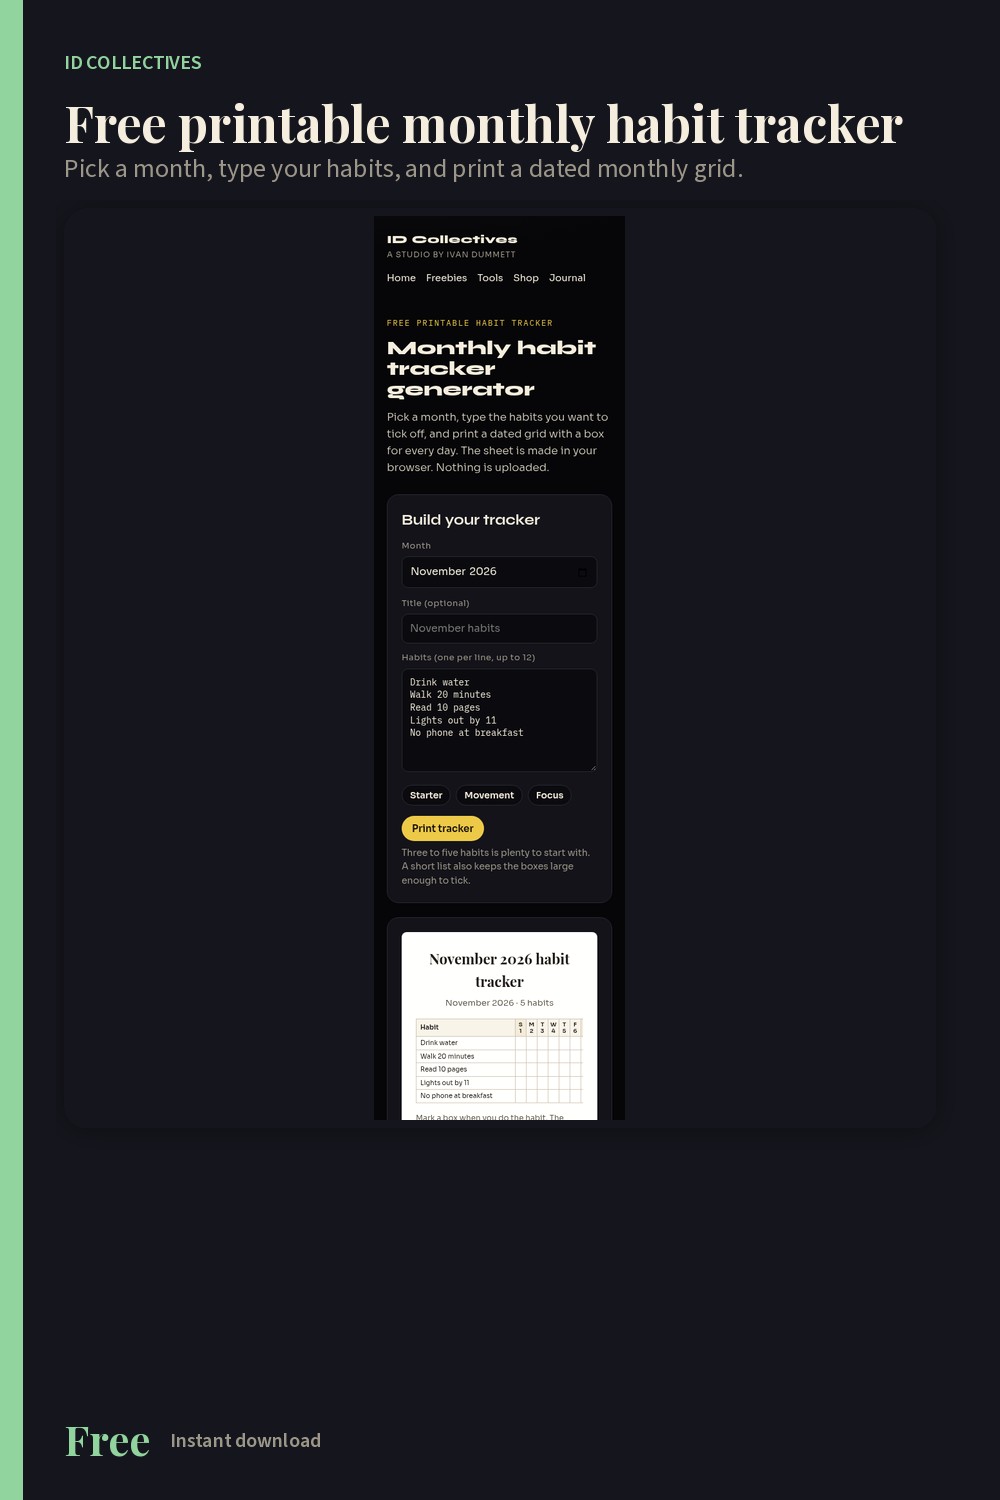 ID COLLECTIVES
Free printable monthly habit tracker
Pick a month, type your habits, and print a dated monthly grid.
ID Collectives
A STUDIO BY IVAN DUMMETT
Home Freebies Tools Shop Journal
FREE PRINTABLE HABIT TRACKER
Monthly habit
tracker
generator
Pick a month, type the habits you want to
tick off, and print a dated grid with a box
for every day. The sheet is made in your
browser. Nothing is uploaded.
Build your tracker
Month
November 2026
Title (optional)
November habits
Habits (one per line, up to 12)
Drink water
Walk 20 minutes
Read 10 pages
Lights out by 11
No phone at breakfast
Starter Movement Focus
Print tracker
Three to five habits is plenty to start with.
A short list also keeps the boxes large
enough to tick.
November 2026 habit
tracker
November 2026 · 5 habits
Habit S M T W T F
1 2 3 4 5 6
Drink water
Walk 20 minutes
Read 10 pages
Lights out by 11
No phone at breakfast
Mark a box when you do the habit. The
Free Instant download